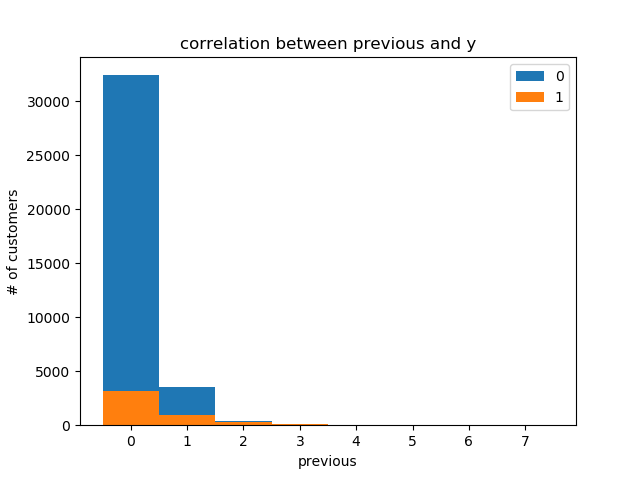 correlation between previous and y
0
1
# of customers
30000
25000
20000
15000
10000
5000
0
0 1 2 3 4 5 6 7
previous